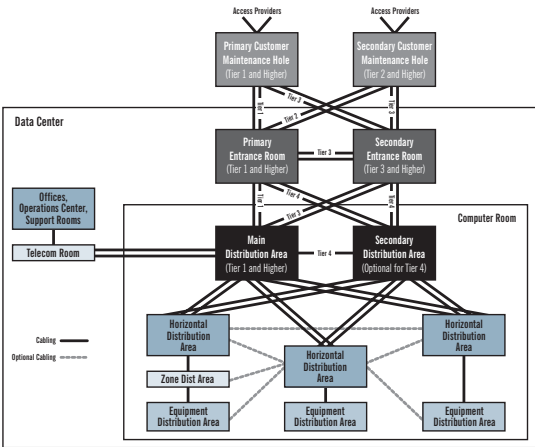 Access Providers
Access Providers
Primary Customer
Maintenance Hole
(Tier 1 and Higher)
Secondary Customer
Maintenance Hole
(Tier 2 and Higher)
Tier 3
Tier 1
Tier 2
Tier 3
Data Center
Primary
Entrance Room
(Tier 1 and Higher)
Tier 3
Secondary
Entrance Room
(Tier 3 and Higher)
Tier 1
Tier 4
Tier 3
Tier 4
Offices,
Operations Center,
Support Rooms
Telecom Room
Computer Room
Main
Distribution Area
(Tier 1 and Higher)
Tier 4
Secondary
Distribution Area
(Optional for Tier 4)
Horizontal
Distribution
Area
Horizontal
Distribution
Area
Horizontal
Distribution
Area
Cabling
Optional Cabling
Zone Dist Area
Equipment
Distribution Area
Equipment
Distribution Area
Equipment
Distribution Area